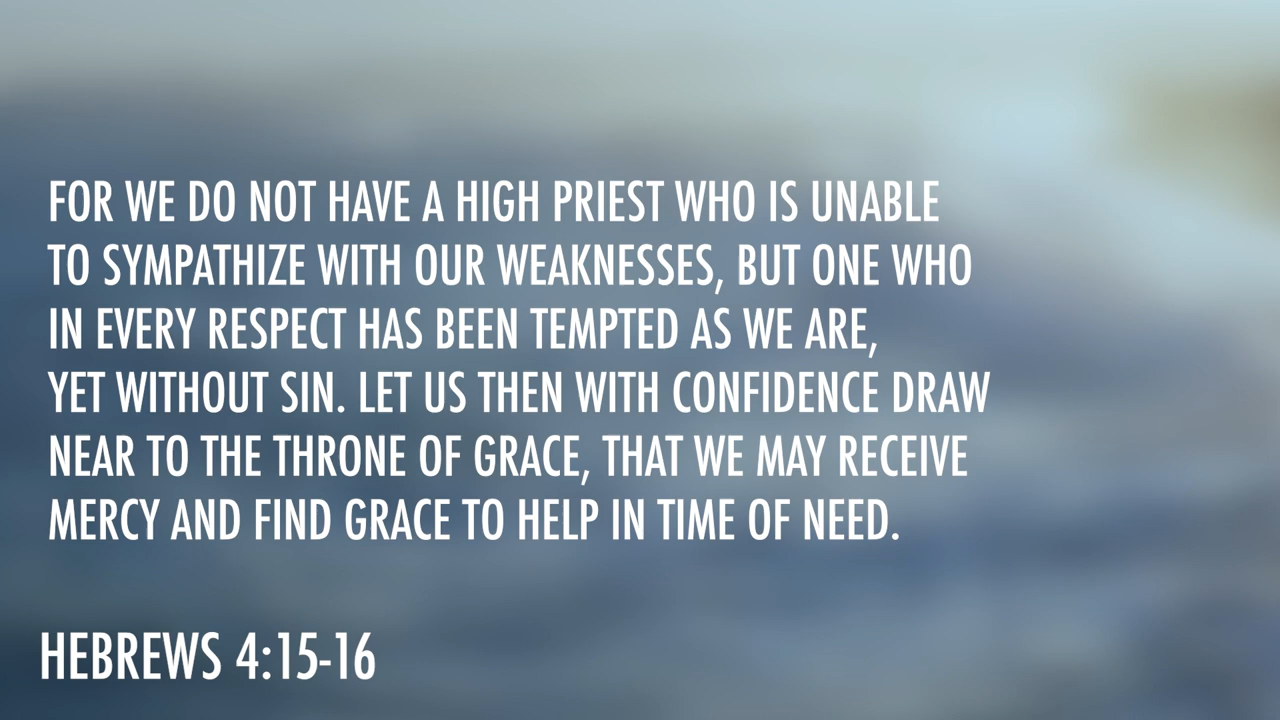 FOR WE DO NOT HAVE A HIGH PRIEST WHO IS UNABLE
TO SYMPATHIZE WITH OUR WEAKNESSES, BUT ONE WHO
IN EVERY RESPECT HAS BEEN TEMPTED AS WE ARE,
YET WITHOUT SIN. LET US THEN WITH CONFIDENCE DRAW
NEAR TO THE THRONE OF GRACE, THAT WE MAY RECEIVE
MERCY AND FIND GRACE TO HELP IN TIME OF NEED.
HEBREWS 4:15-16